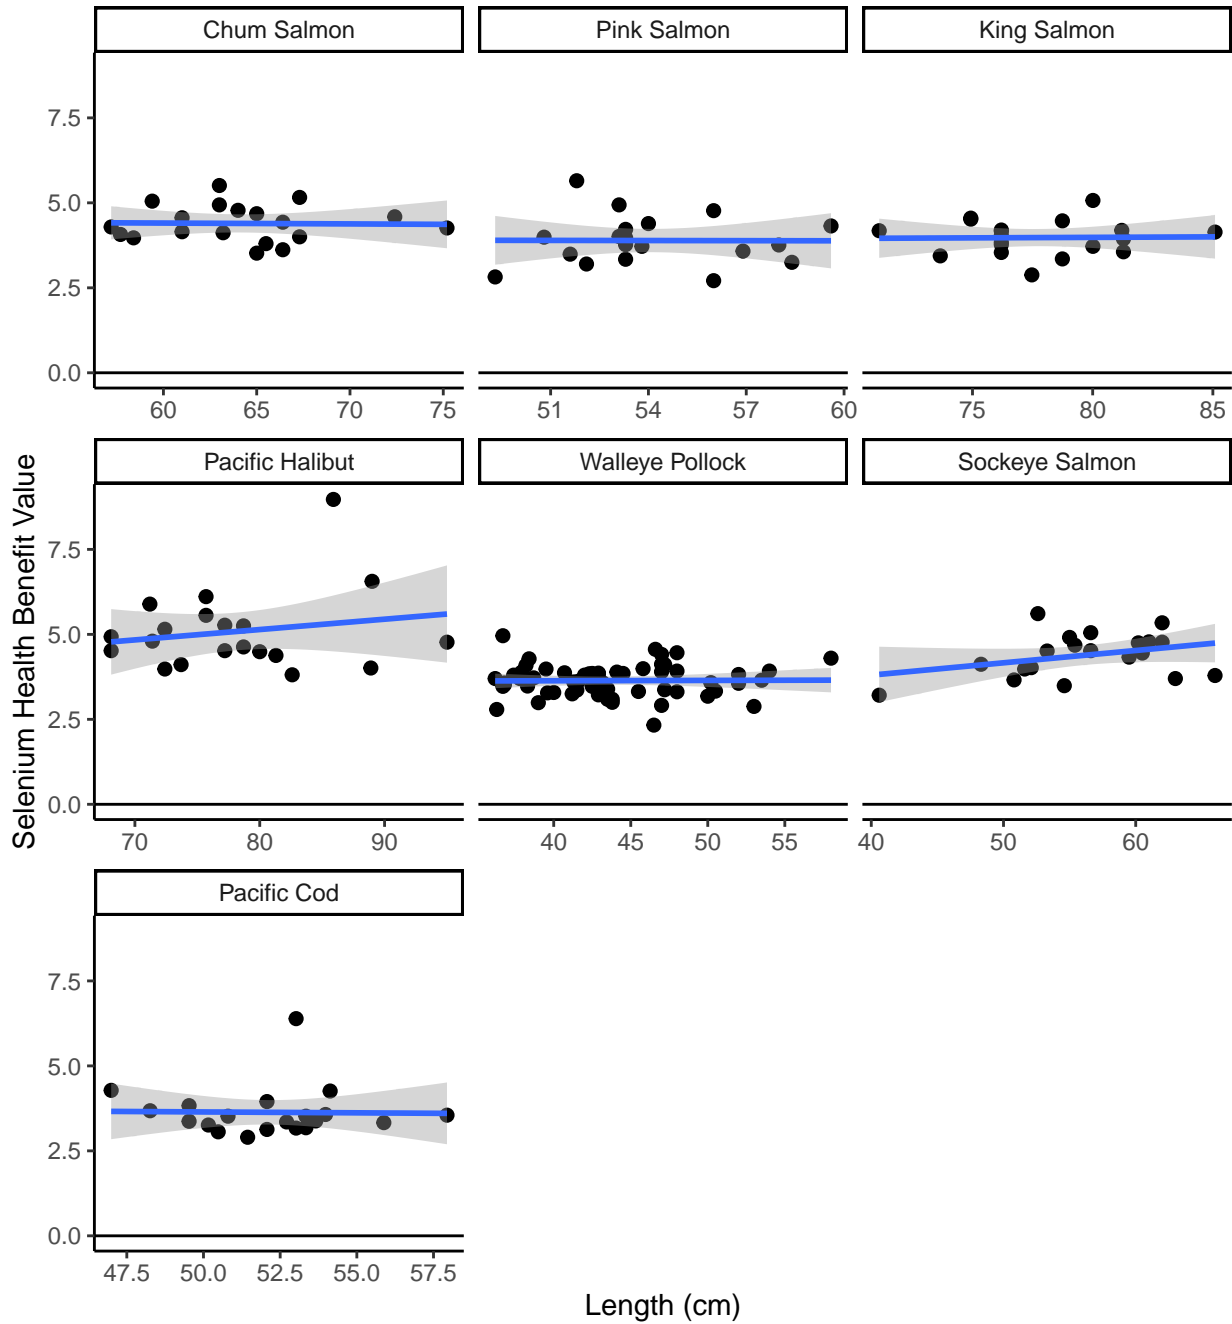 Chum Salmon Pink Salmon King Salmon
7.5
5.0
2.5
0.0
60 65 70 75 51 54 57 60 75 80 85
Pacific Halibut Walleye Pollock Sockeye Salmon
Selenium Health Benefit Value
7.5
5.0
2.5
0.0
70 80 90 40 45 50 55 40 50 60
Pacific Cod
7.5
5.0
2.5
0.0
47.5 50.0 52.5 55.0 57.5
Length (cm)